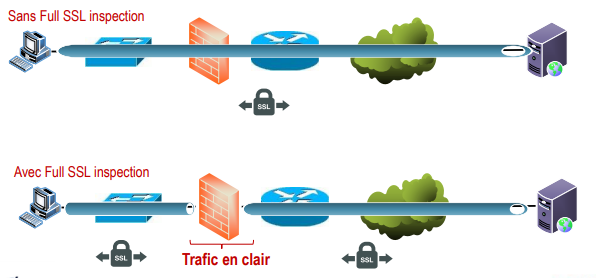 Sans Full SSL inspection
SSL
Avec Full SSL inspection
SSL
Trafic en clair
SSL